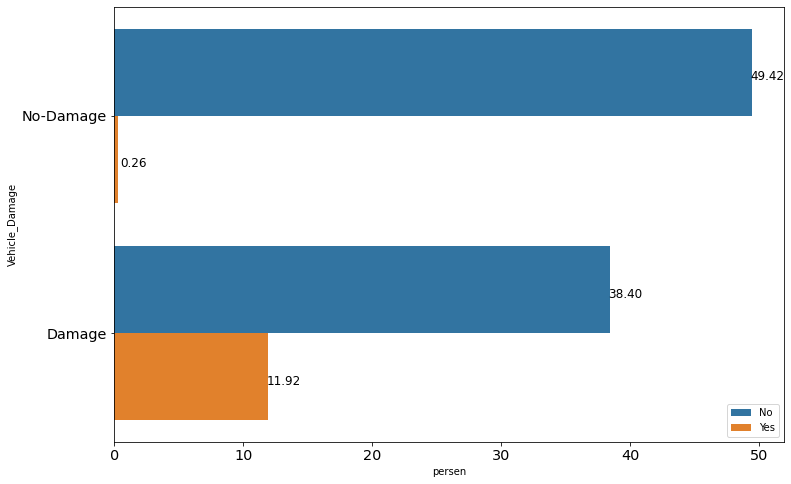 49.42
No-Damage
0.26
Vehicle_Damage
38.40
Damage
11.92
No
Yes
0 10 20 30 40 50
persen